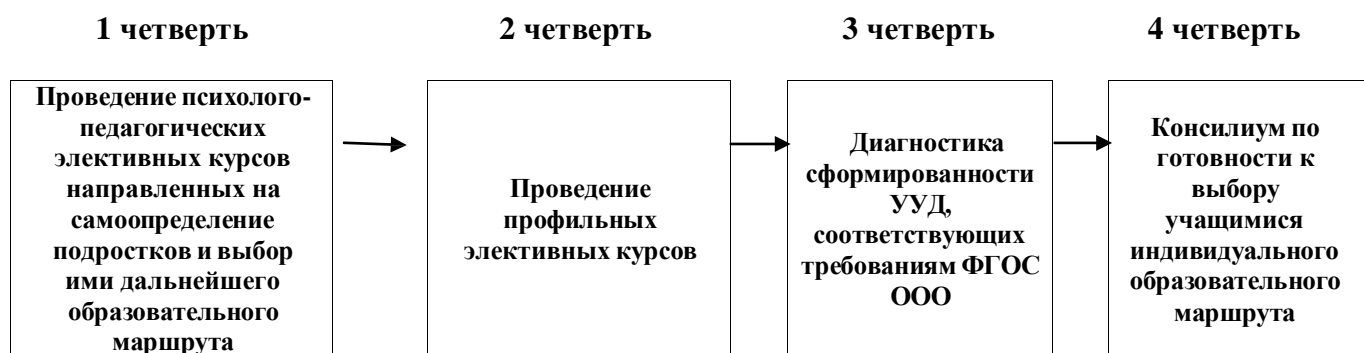 1 четверть
2 четверть
3 четверть
4 четверть
Проведение психолого-
педагогических
элективных курсов
направленных на
самоопределение
подростков и выбор
ими дальнейшего
образовательного
маршрута
Проведение
профильных
элективных курсов
Диагностика
сформированности
УУД,
соответствующих
требованиям ФГОС
ООО
Консилиум по
готовности к
выбору
учащимися
индивидуального
образовательного
маршрута